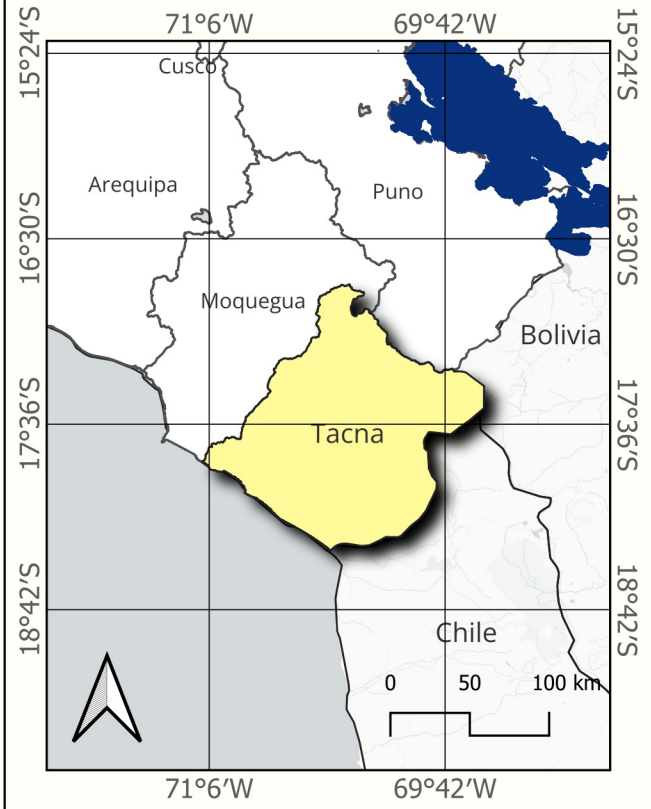 71°6′W 69°42′W
15°24′S 15°24′S
Cusco
Arequipa
Puno
16°30′S 16°30′S
Moquegua
Bolivia
17°36′S 17°36′S
Tacna
18°42′S 18°42′S
Chile
0 50 100 km
71°6′W 69°42′W